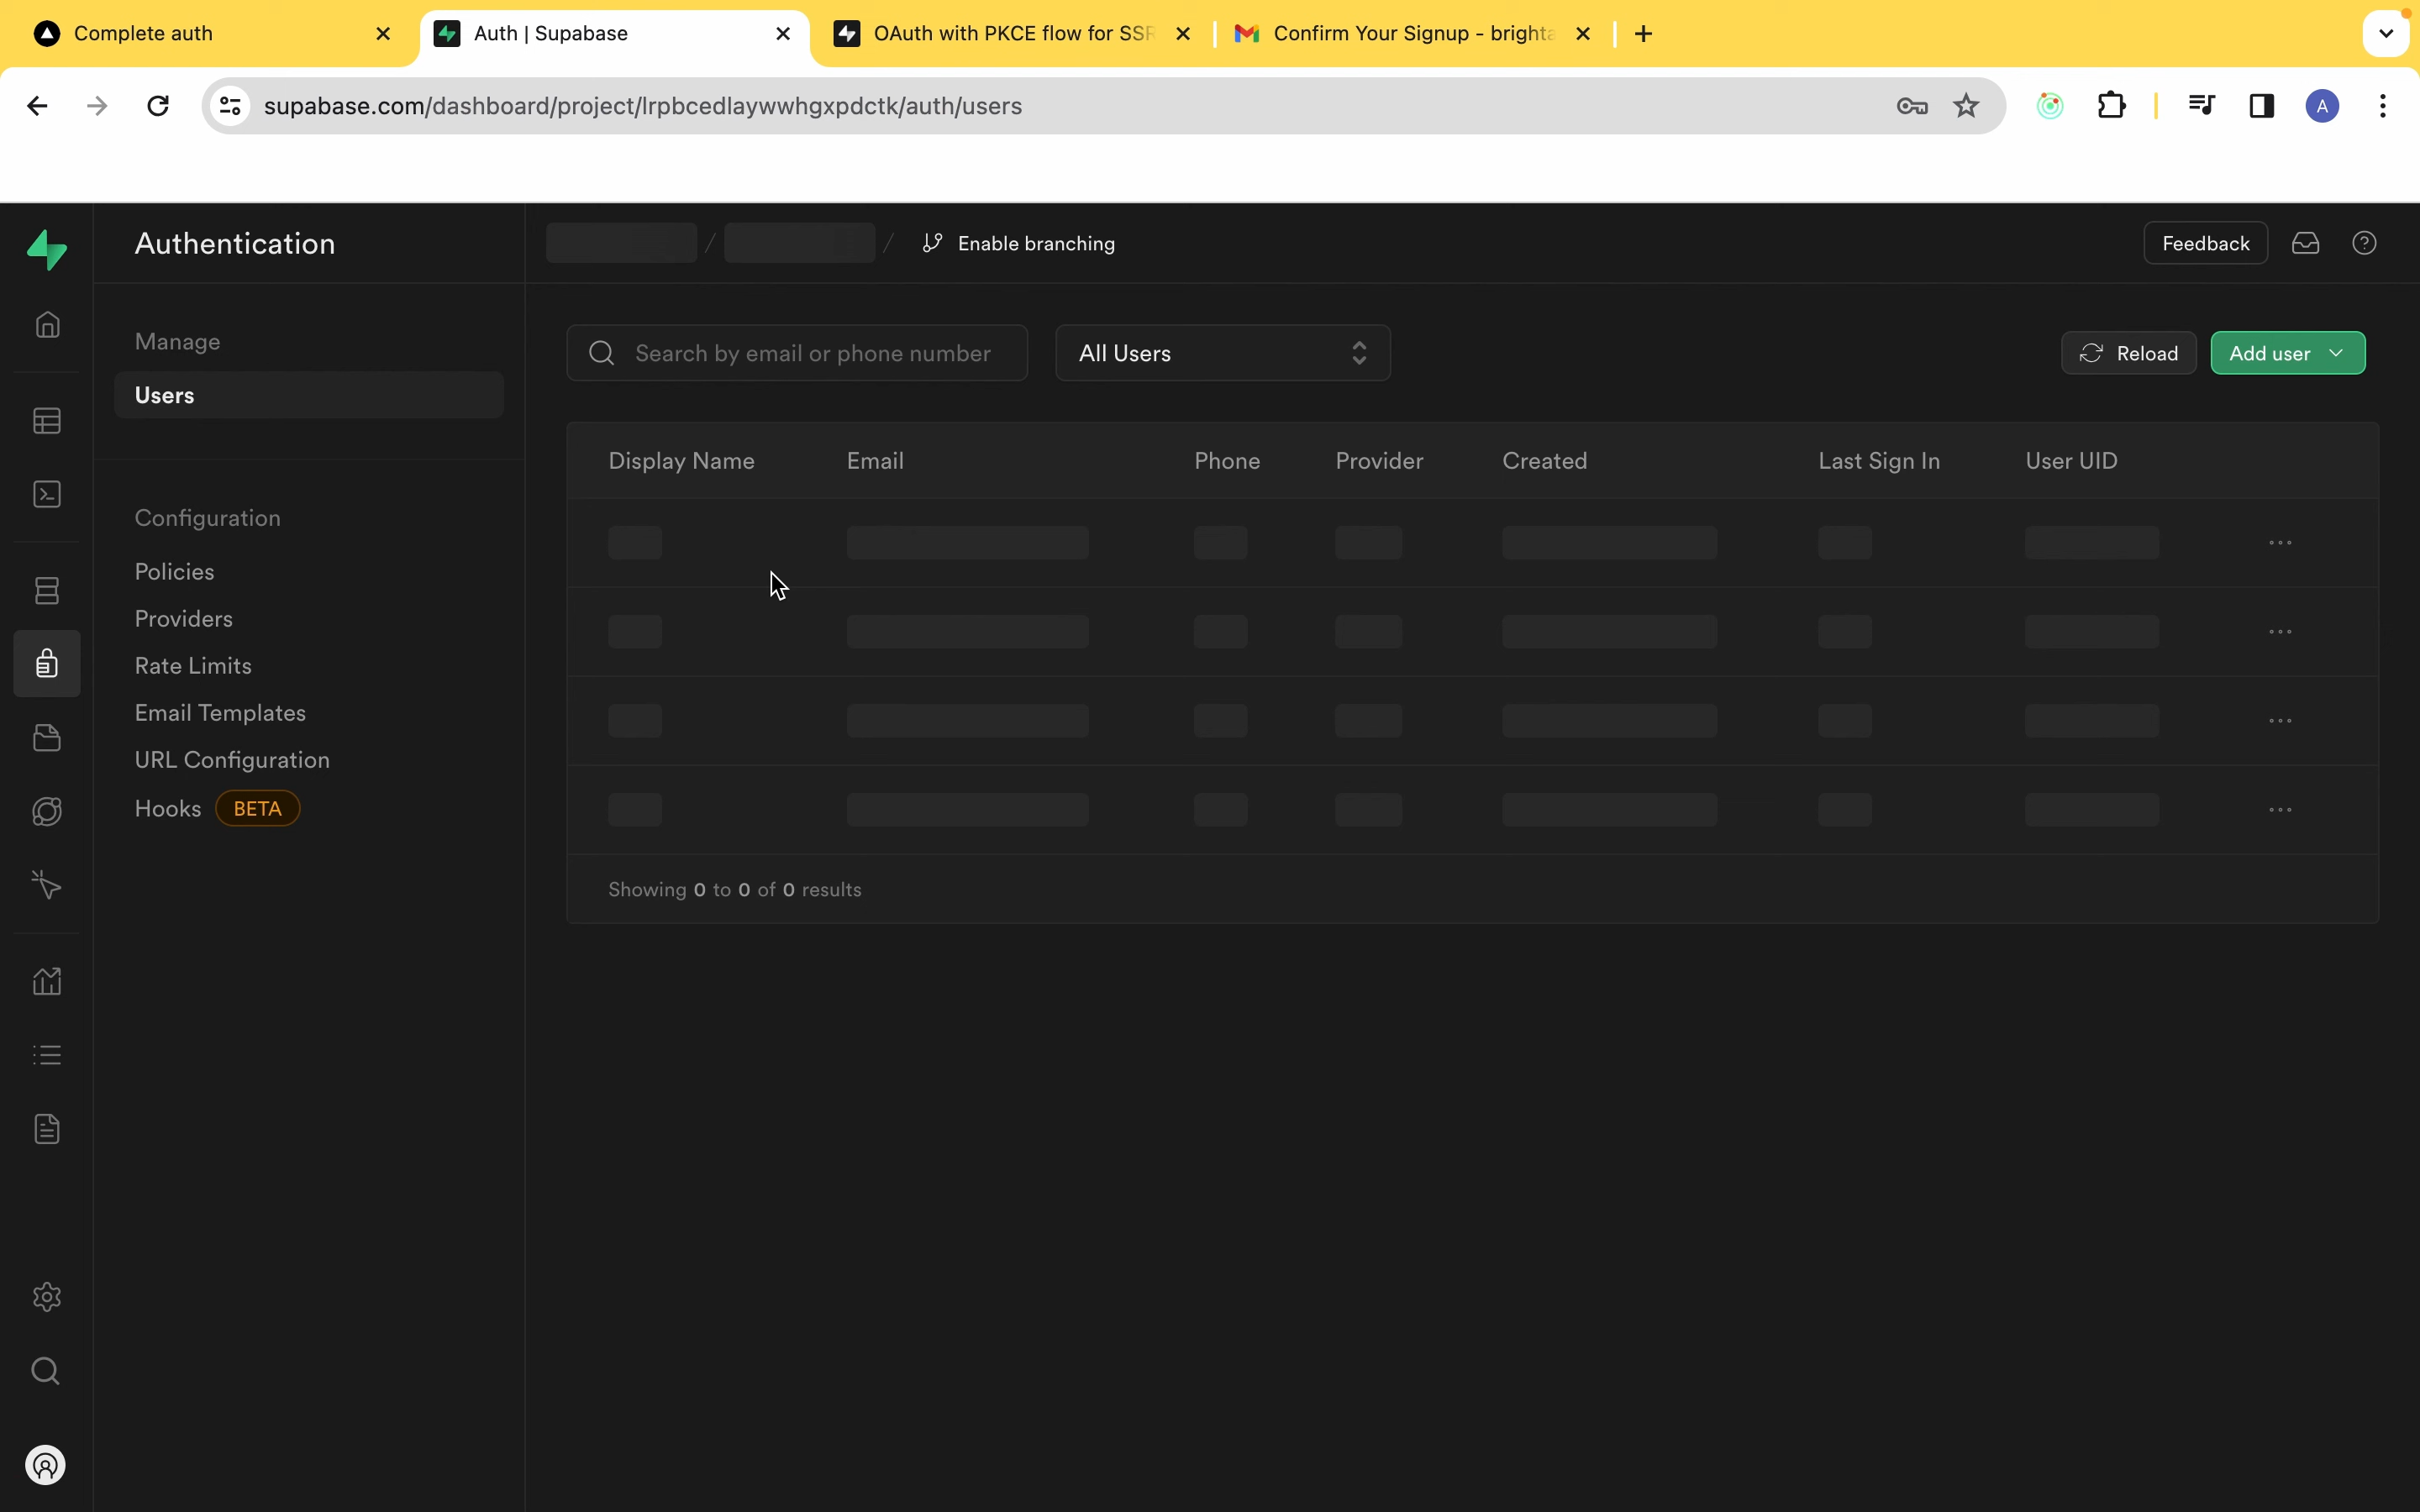 Complete auth
Auth | Supabase
OAuth with PKCE flow for SSR
Confirm Your Signup - brighta
supabase.com/dashboard/project/lrpbcedlaywwhgxpdctk/auth/users
A
Authentication
Enable branching
Feedback
Manage
Users
Search by email or phone number
All Users
Reload
Add user
Configuration
Policies
Providers
Rate Limits
Email Templates
URL Configuration
Hooks BETA
Display Name Email Phone Provider Created Last Sign In User UID
Showing 0 to 0 of 0 results